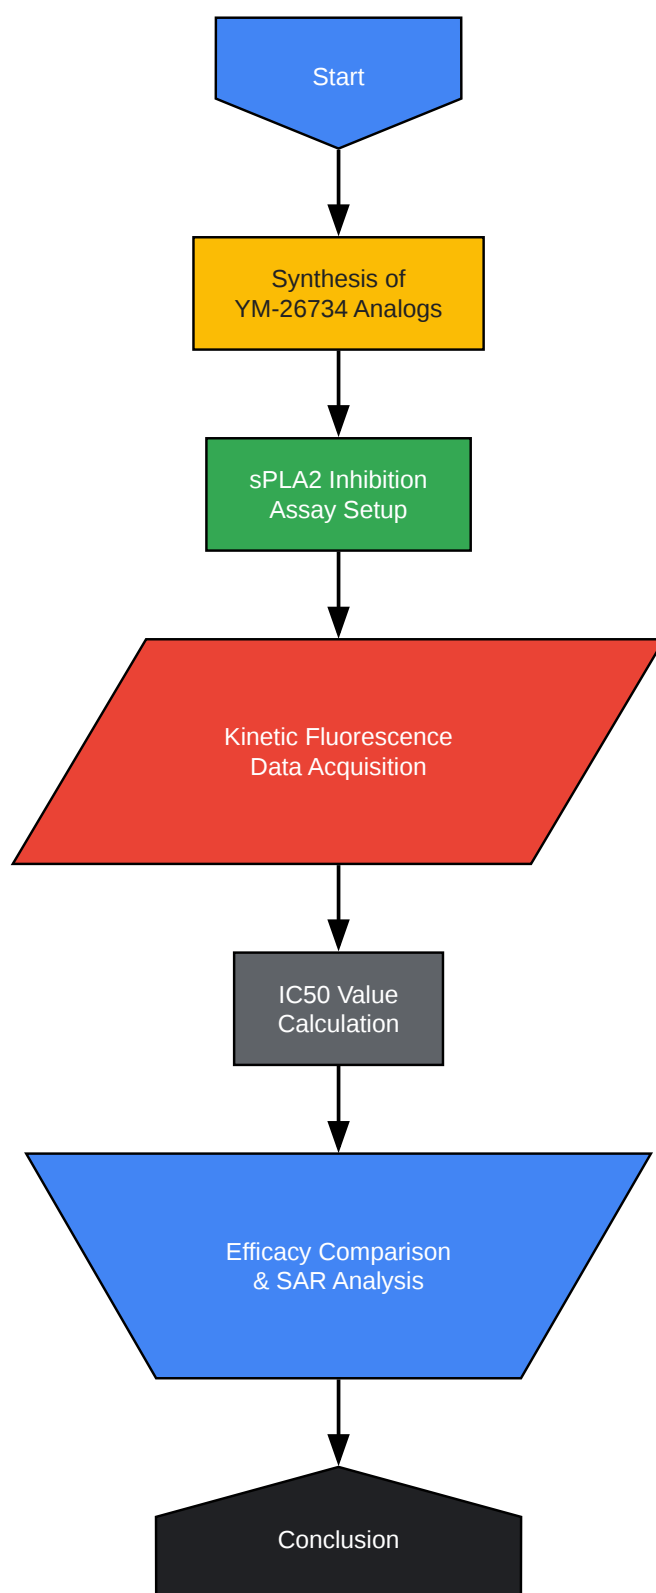 Start
Synthesis of
YM-26734 Analogs
sPLA2 Inhibition
Assay Setup
Kinetic Fluorescence
Data Acquisition
IC50 Value
Calculation
Efficacy Comparison
& SAR Analysis
Conclusion